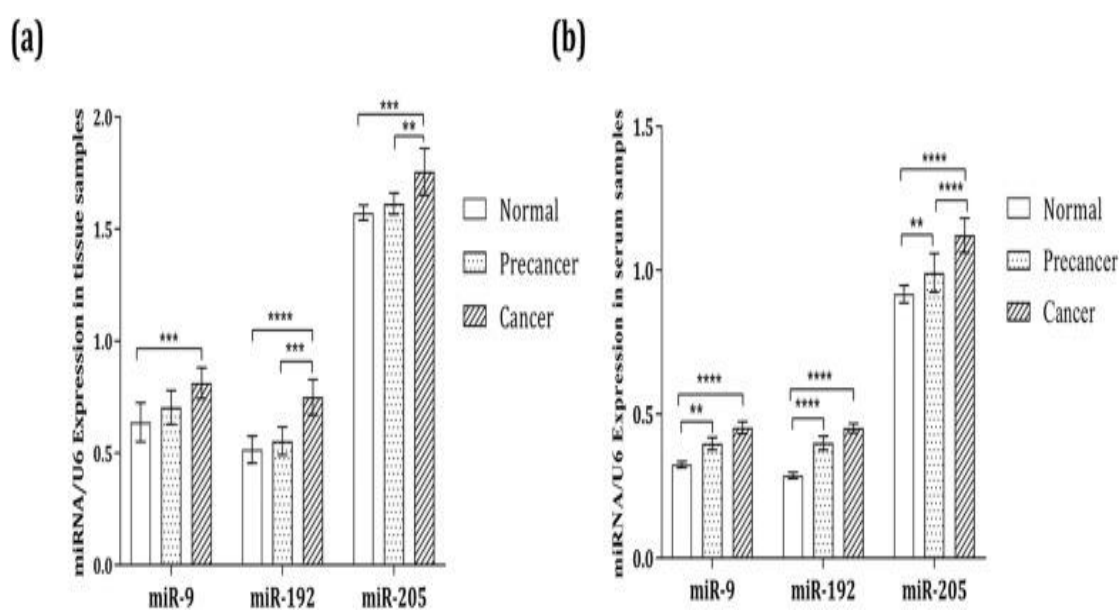 (a)
miRNA/U6 Expression in tissue samples
2.0
1.5
1.0
0.5
0.0
***
****
***
***
**
miR-9
miR-192
miR-205
Normal
Precancer
Cancer
(b)
miRNA/U6 Expression in serum samples
1.5
1.0
0.5
0.0
****
**
****
****
****
**
****
miR-9
miR-192
miR-205
Normal
Precancer
Cancer